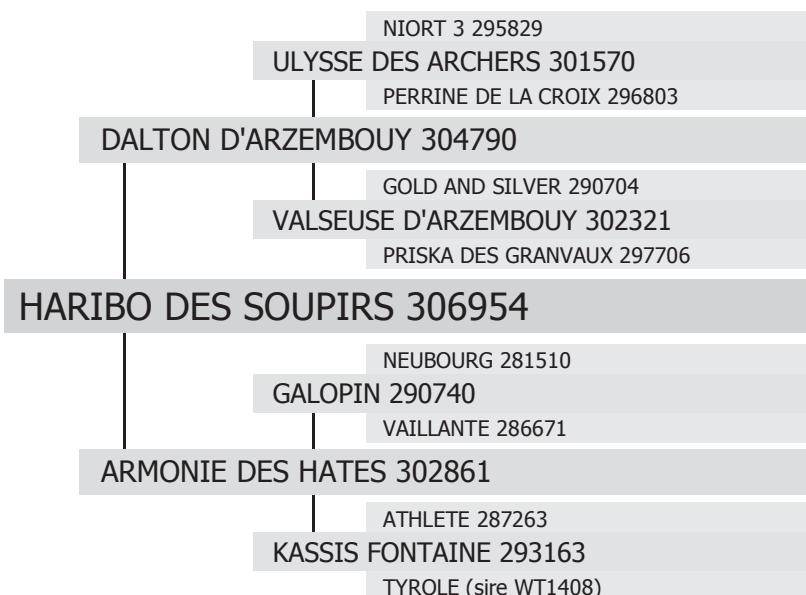 NIORT 3 295829
ULYSSE DES ARCHERS 301570
PERRINE DE LA CROIX 296803
DALTON D'ARZEMBOUY 304790
GOLD AND SILVER 290704
VALSEUSE D'ARZEMBOUY 302321
PRISKA DES GRANVAUX 297706
HARIBO DES SOUPIRS 306954
NEUBOURG 281510
GALOPIN 290740
VAILLANTE 286671
ARMONIE DES HATES 302861
ATHLETE 287263
KASSIS FONTAINE 293163
TYROLE (sire WT1408)